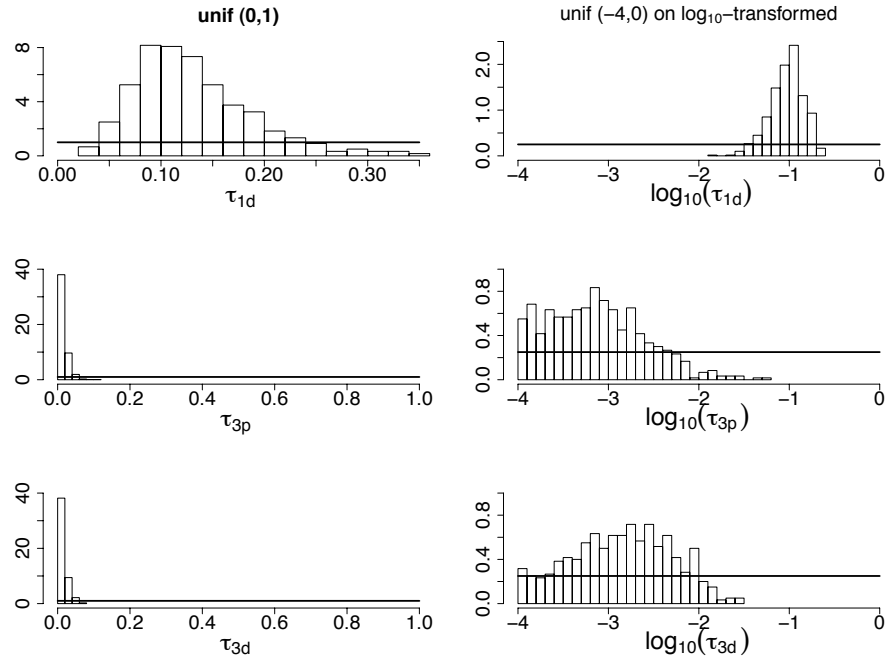 unif (0,1)
unif (−4,0) on log₁₀−transformed
0 4 8
0.00 0.10 0.20 0.30
τ₁d
0.0 1.0 2.0
−4 −3 −2 −1 0
log₁₀(τ₁d)
0 20 40
0.0 0.2 0.4 0.6 0.8 1.0
τ₃p
0.0 0.4 0.8
−4 −3 −2 −1 0
log₁₀(τ₃p)
0 20 40
0.0 0.2 0.4 0.6 0.8 1.0
τ₃d
0.0 0.4 0.8
−4 −3 −2 −1 0
log₁₀(τ₃d)